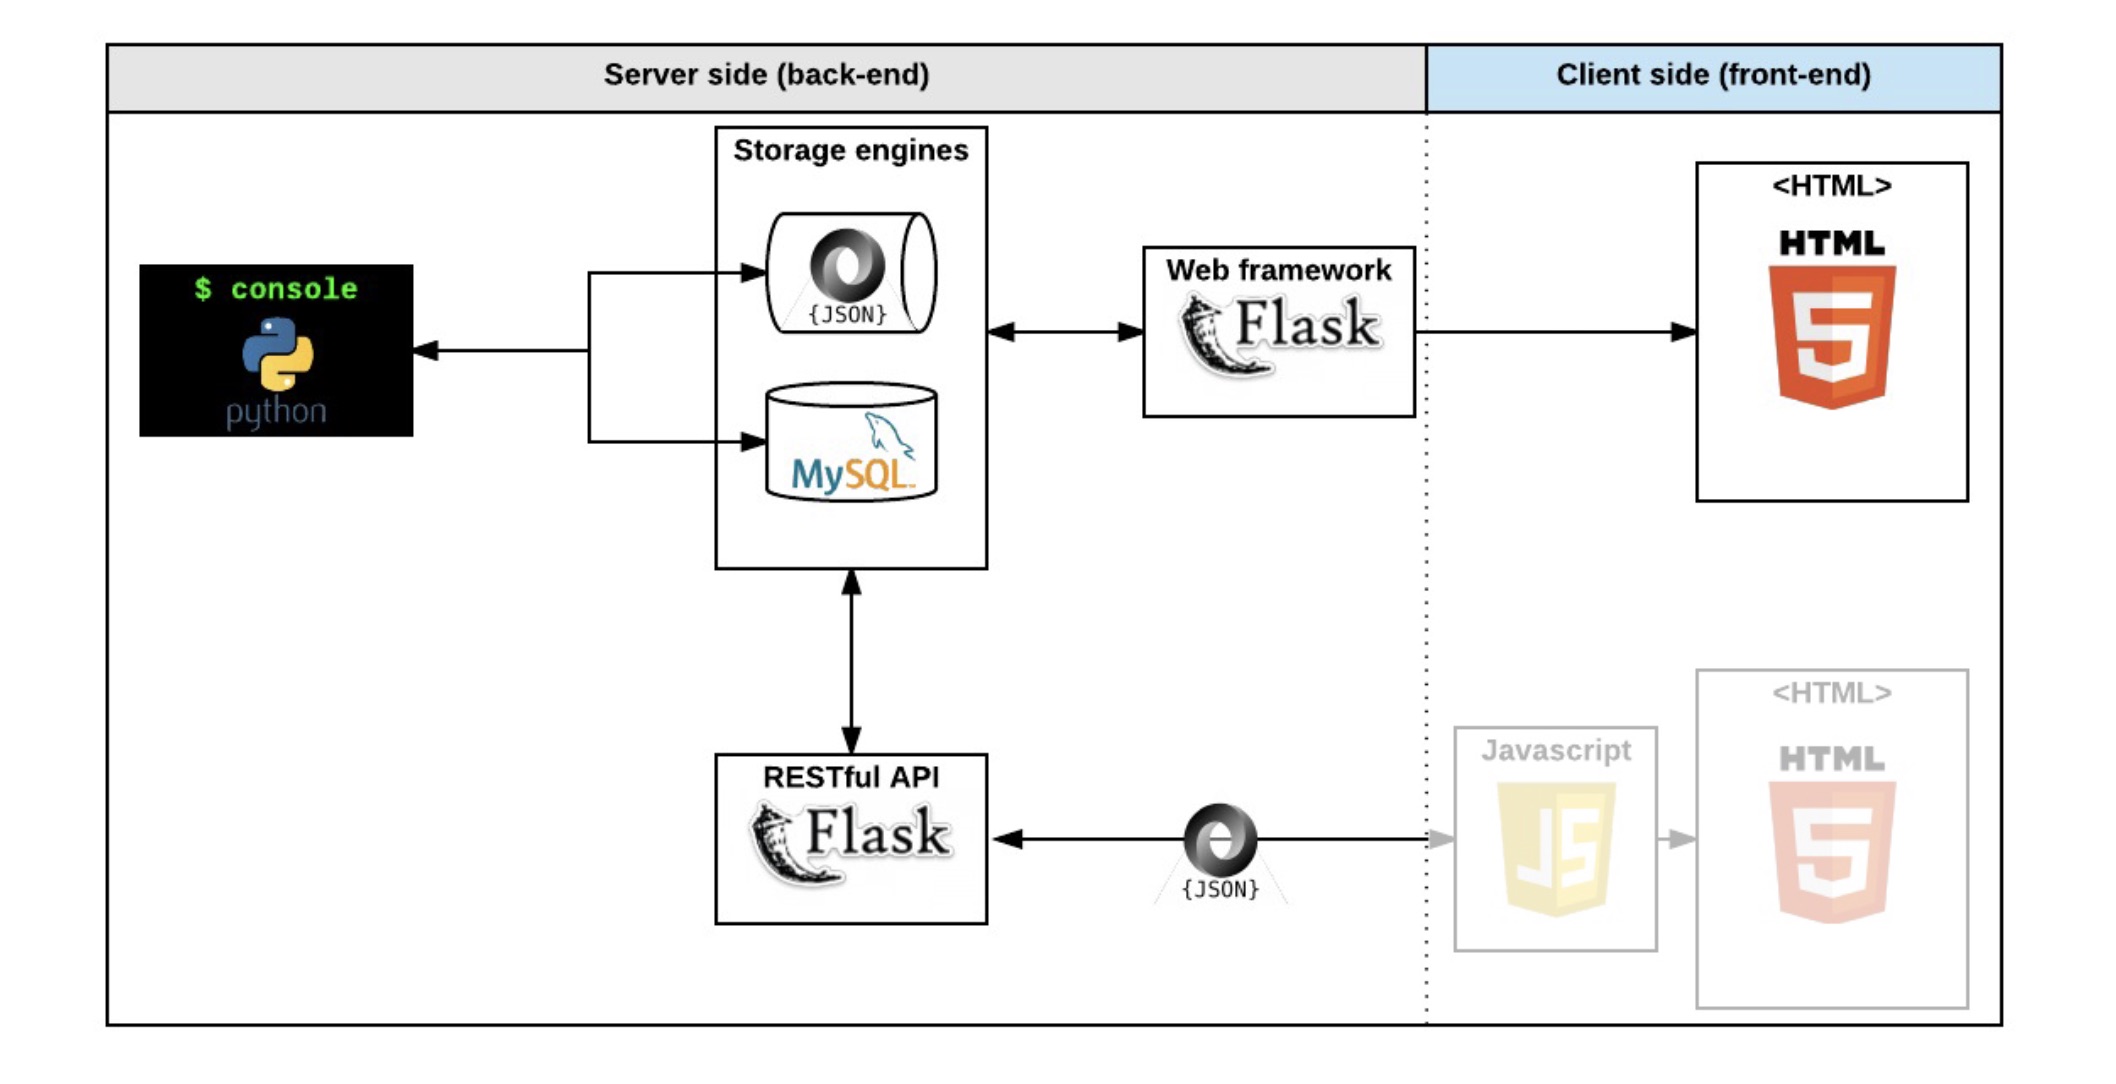 Server side (back-end)
Client side (front-end)
Storage engines
<HTML>
HTML
5
Web framework
Flask
$ console
python
{JSON}
MySQL
RESTful API
Flask
{JSON}
Javascript
JS
<HTML>
HTML
5